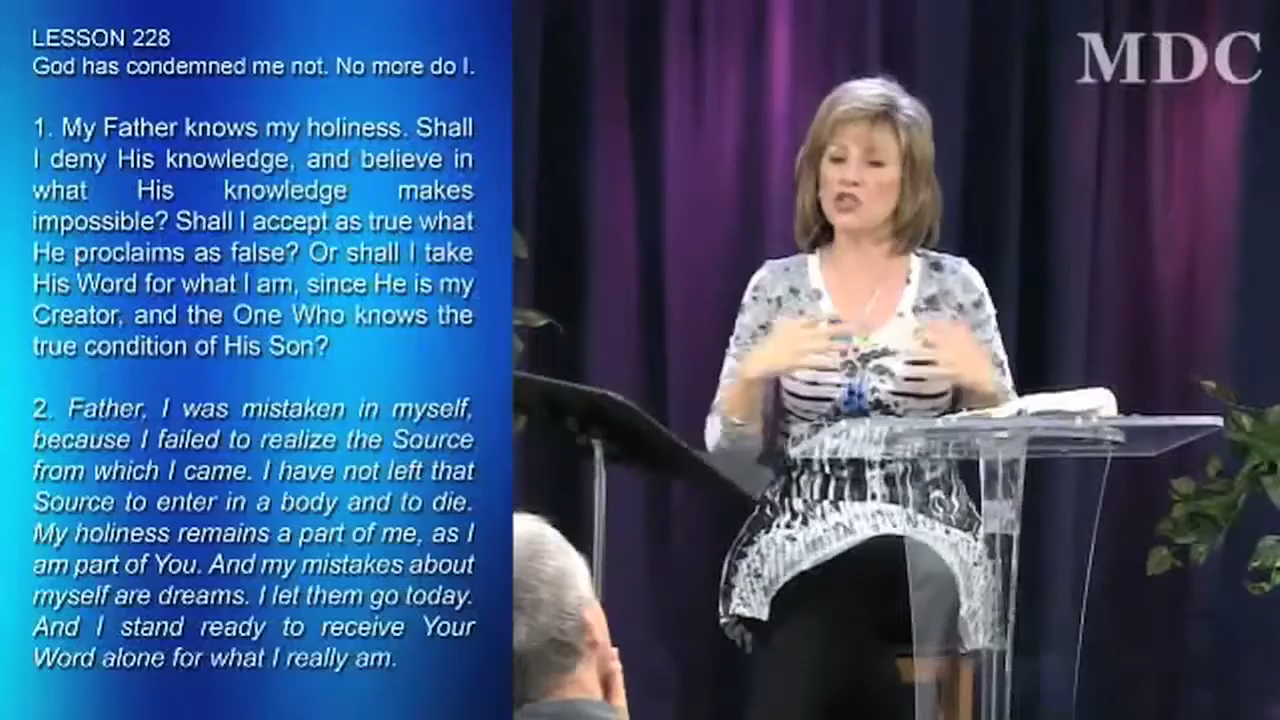 LESSON 228
God has condemned me not. No more do I.
1. My Father knows my holiness. Shall
I deny His knowledge, and believe in
what His knowledge makes
impossible? Shall I accept as true what
He proclaims as false? Or shall I take
His Word for what I am, since He is my
Creator, and the One Who knows the
true condition of His Son?
2. Father, I was mistaken in myself,
because I failed to realize the Source
from which I came. I have not left that
Source to enter in a body and to die.
My holiness remains a part of me, as I
am part of You. And my mistakes about
myself are dreams. I let them go today.
And I stand ready to receive Your
Word alone for what I really am.
MDC